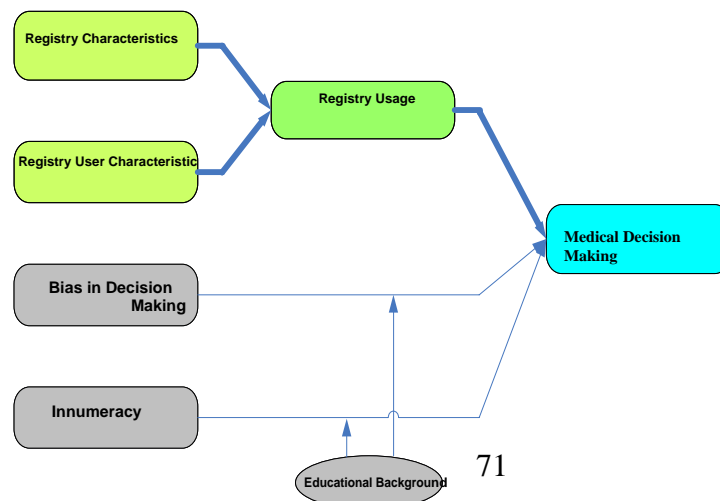 Registry Characteristics
Registry Usage
Registry User Characteristic
Medical Decision
Making
Bias in Decision
Making
Innumeracy
Educational Background
71